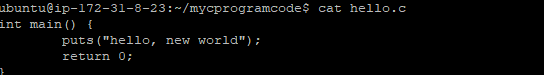 ubuntu@ip-172-31-8-23:~/mycprogramcode$ cat hello.c
int main() {
        puts("hello, new world");
        return 0;
}